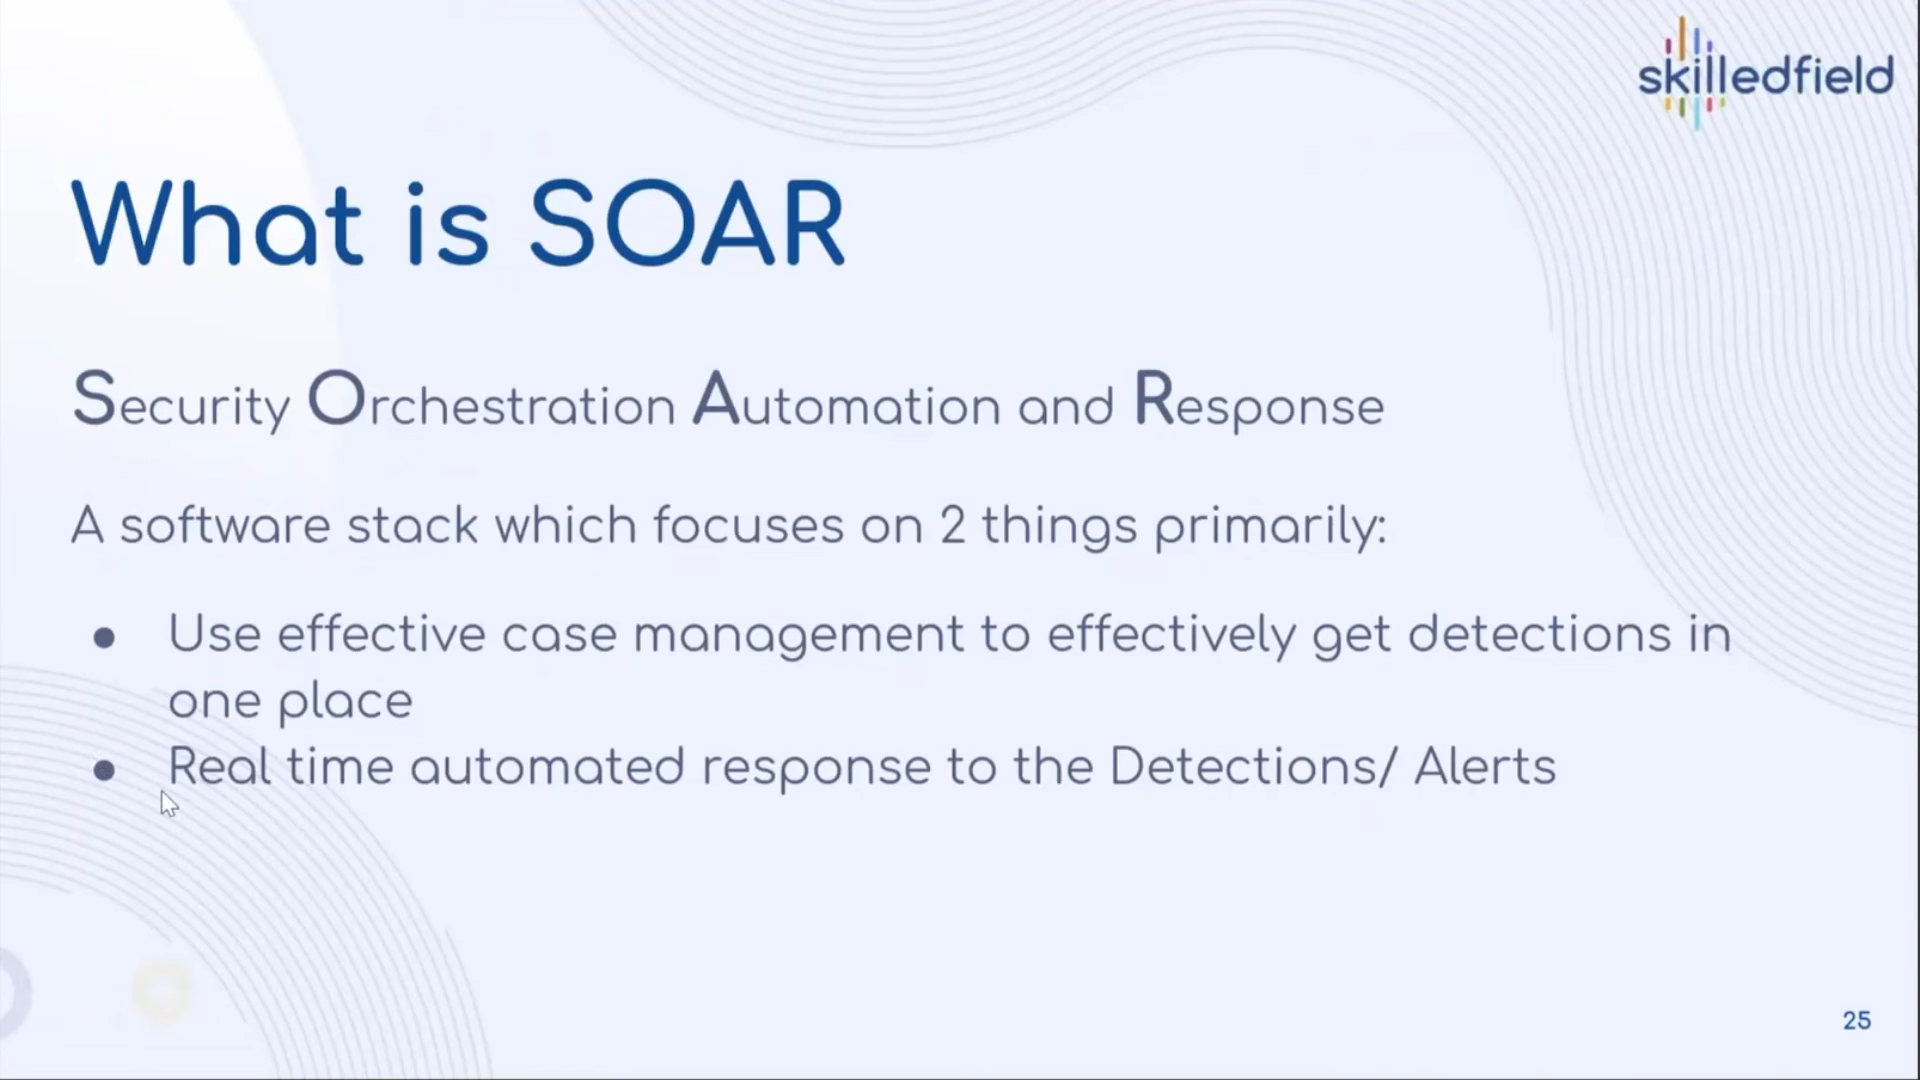 skilledfield
What is SOAR
Security Orchestration Automation and Response
A software stack which focuses on 2 things primarily:
● Use effective case management to effectively get detections in
one place
● Real time automated response to the Detections/ Alerts
25